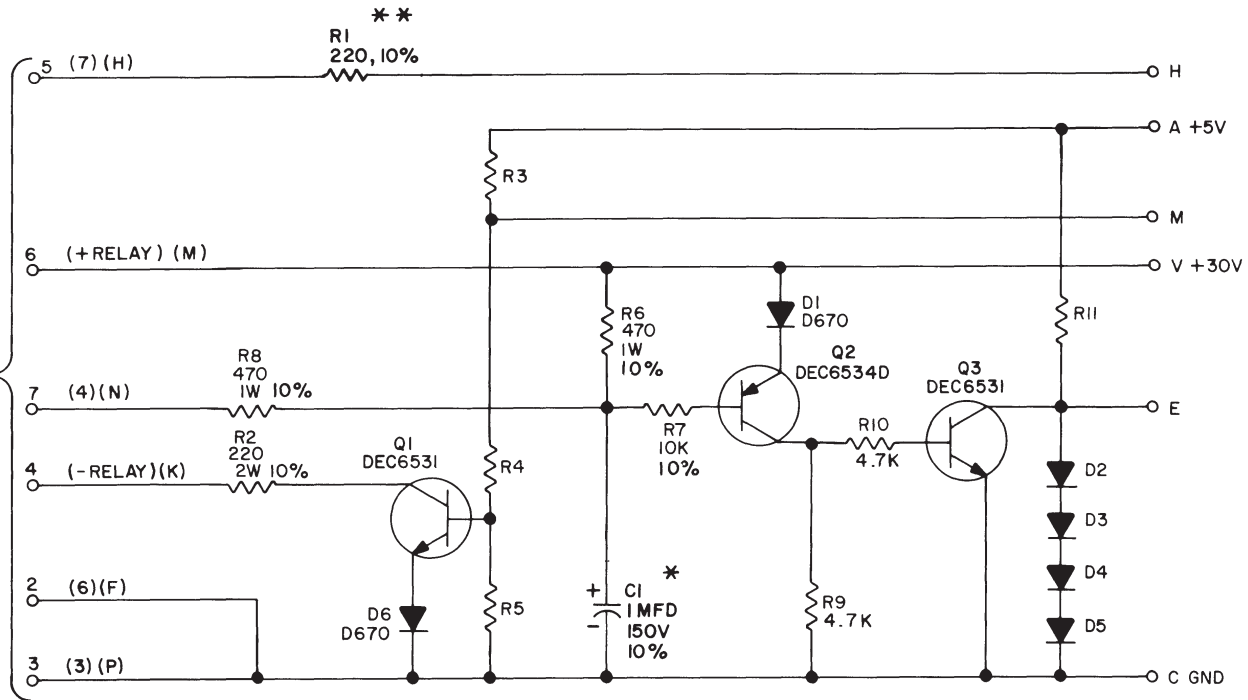 * *
R1
220, 10%
5 (7)(H)
H
A +5V
R3
M
6 (+RELAY) (M)
V +30V
R6
470
1W
10%
D1
D670
R11
Q2
DEC6534D
Q3
DEC6531
R8
470
1W 10%
7 (4)(N)
E
R7
10K
10%
R10
4.7K
R2
220
2W 10%
Q1
DEC6531
4 (-RELAY)(K)
R4
D2
D3
D4
D5
2 (6)(F)
D6
D670
R5
+
-
C1 *
1MFD
150V
10%
R9
4.7K
3 (3)(P)
C GND